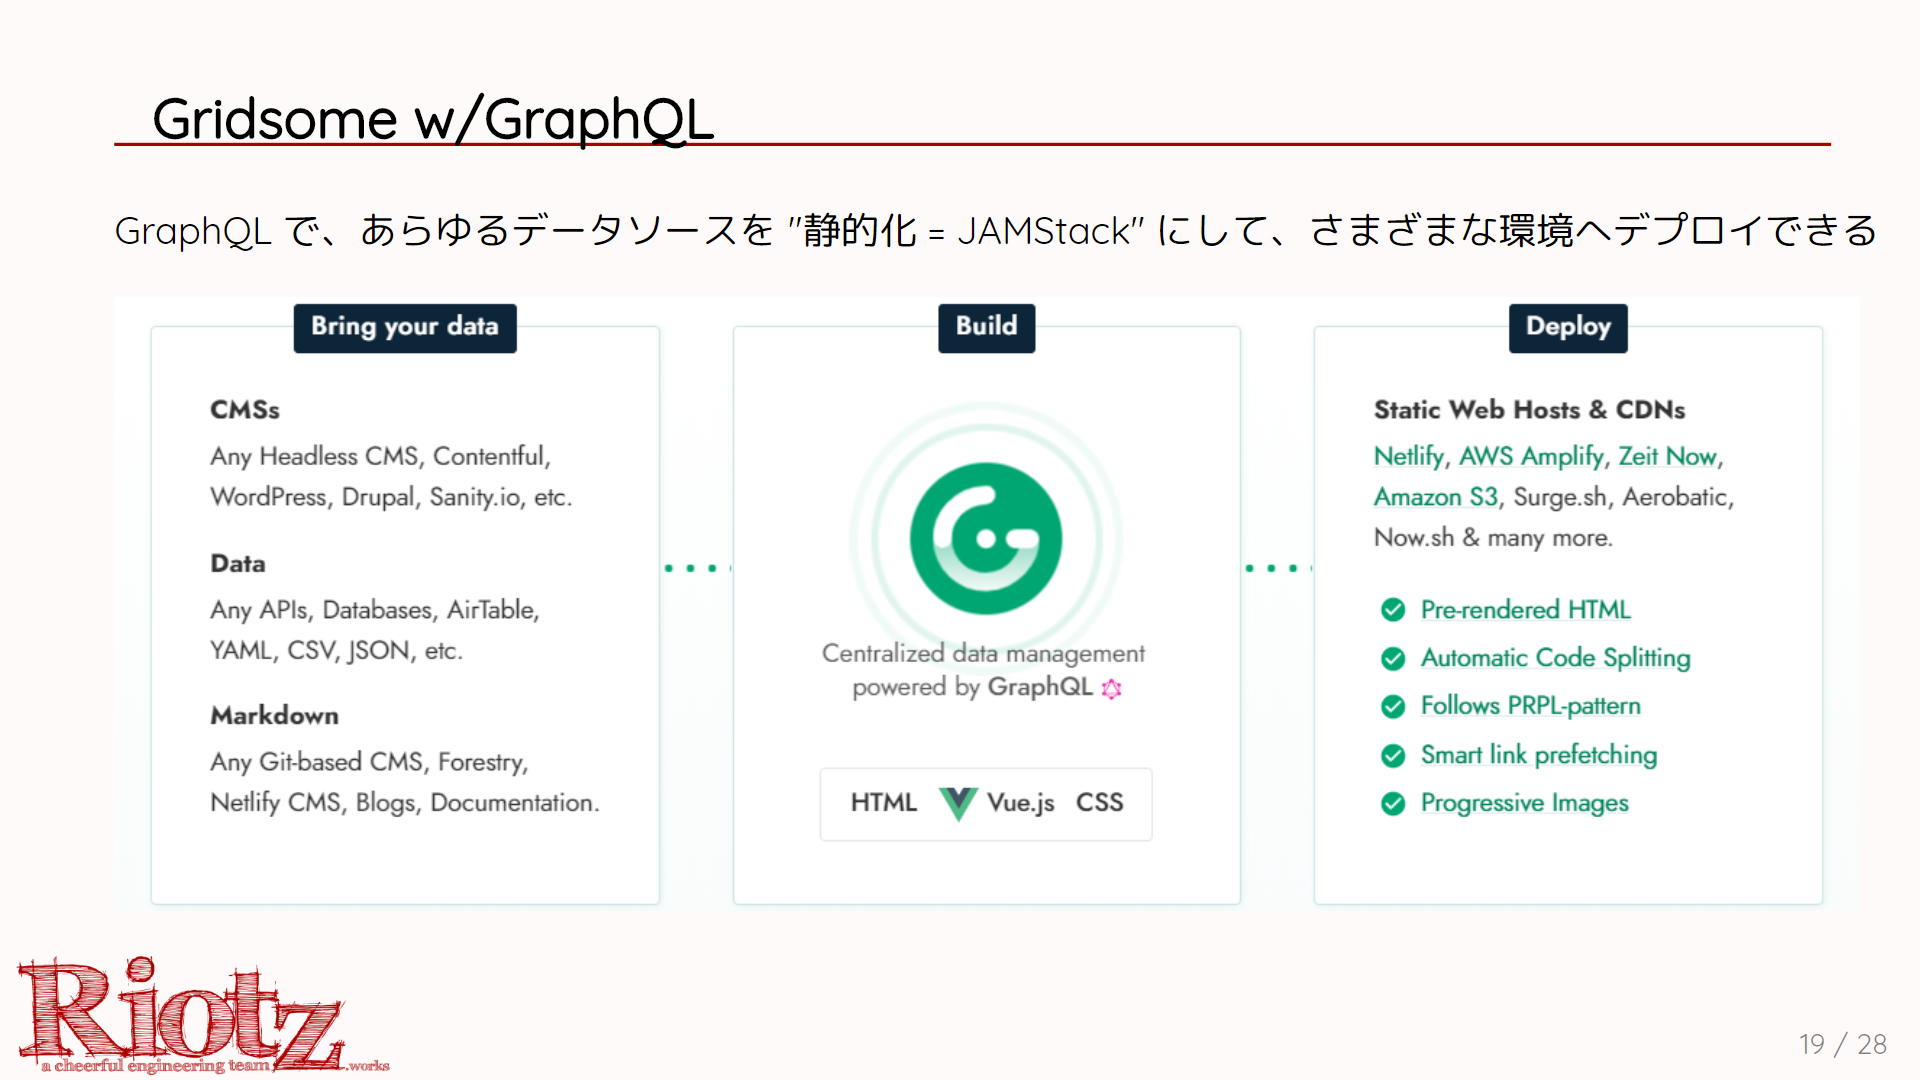 Gridsome w/GraphQL
GraphQL で、あらゆるデータソースを "静的化 = JAMStack" にして、さまざまな環境へデプロイできる
Bring your data
CMSs
Any Headless CMS, Contentful,
WordPress, Drupal, Sanity.io, etc.
Data
Any APIs, Databases, AirTable,
YAML, CSV, JSON, etc.
Markdown
Any Git-based CMS, Forestry,
Netlify CMS, Blogs, Documentation.
Build
Centralized data management
powered by GraphQL
HTML Vue.js CSS
Deploy
Static Web Hosts & CDNs
Netlify, AWS Amplify, Zeit Now,
Amazon S3, Surge.sh, Aerobatic,
Now.sh & many more.
Pre-rendered HTML
Automatic Code Splitting
Follows PRPL-pattern
Smart link prefetching
Progressive Images
Riotz
a cheerful engineering team .works
19 / 28